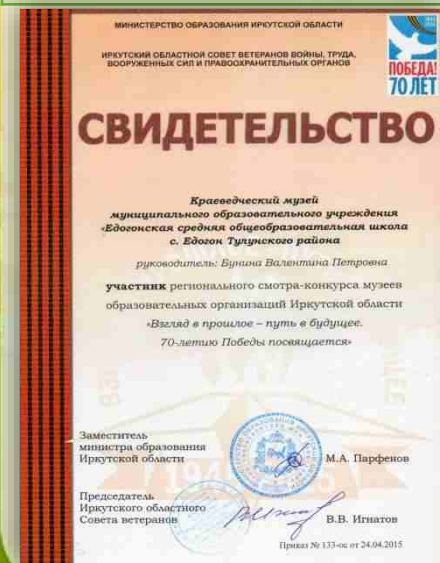 МИНИСТЕРСТВО ОБРАЗОВАНИЯ ИРКУТСКОЙ ОБЛАСТИ
ИРКУТСКИЙ ОБЛАСТНОЙ СОВЕТ ВЕТЕРАНОВ ВОЙНЫ, ТРУДА,
ВООРУЖЕННЫХ СИЛ И ПРАВООХРАНИТЕЛЬНЫХ ОРГАНОВ
ПОБЕДА!
70 ЛЕТ
СВИДЕТЕЛЬСТВО
Краеведческий музей
муниципального образовательного учреждения
«Едогонская средняя общеобразовательная школа
с. Едогон Тулунского района
руководитель: Бунина Валентина Петровна
участник регионального смотра-конкурса музеев
образовательных организаций Иркутской области
«Взгляд в прошлое – путь в будущее.
70-летию Победы посвящается»
Заместитель
министра образования
Иркутской области
М.А. Парфенов
Председатель
Иркутского областного
Совета ветеранов
В.В. Игнатов
Приказ № 133-ос от 24.04.2015